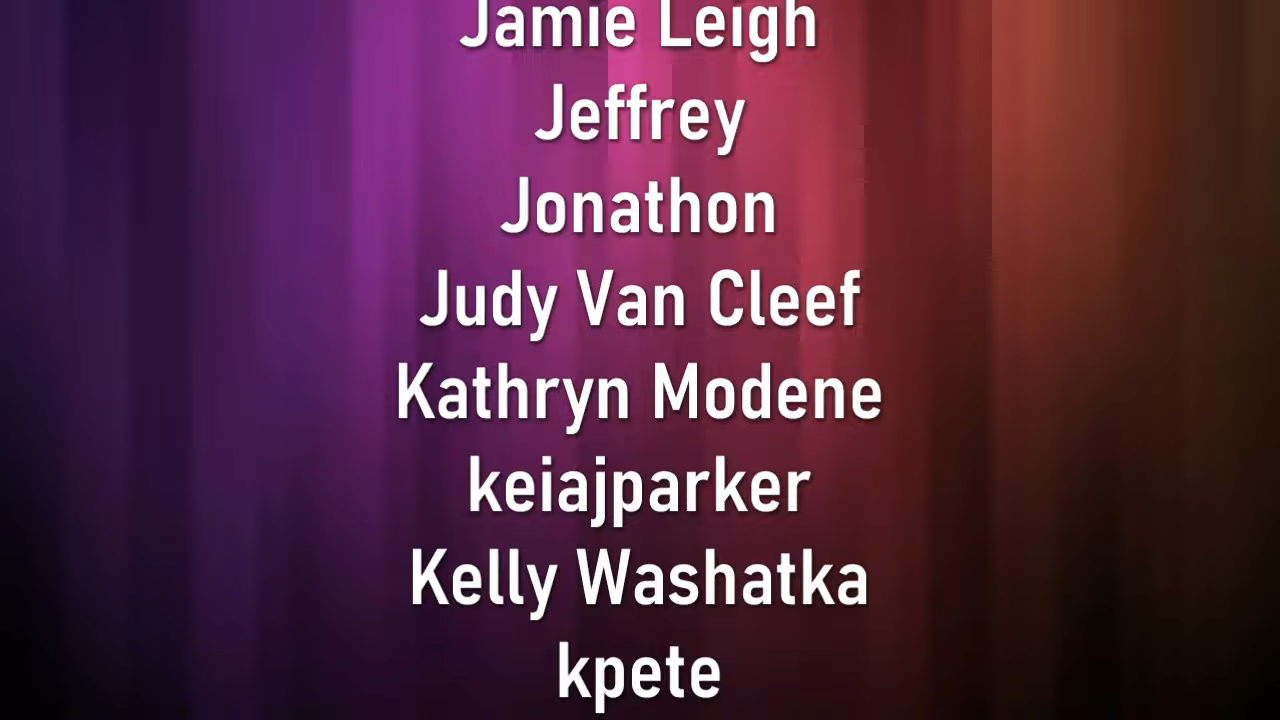 Jamie Leigh
Jeffrey
Jonathon
Judy Van Cleef
Kathryn Modene
keiajparker
Kelly Washatka
kpete